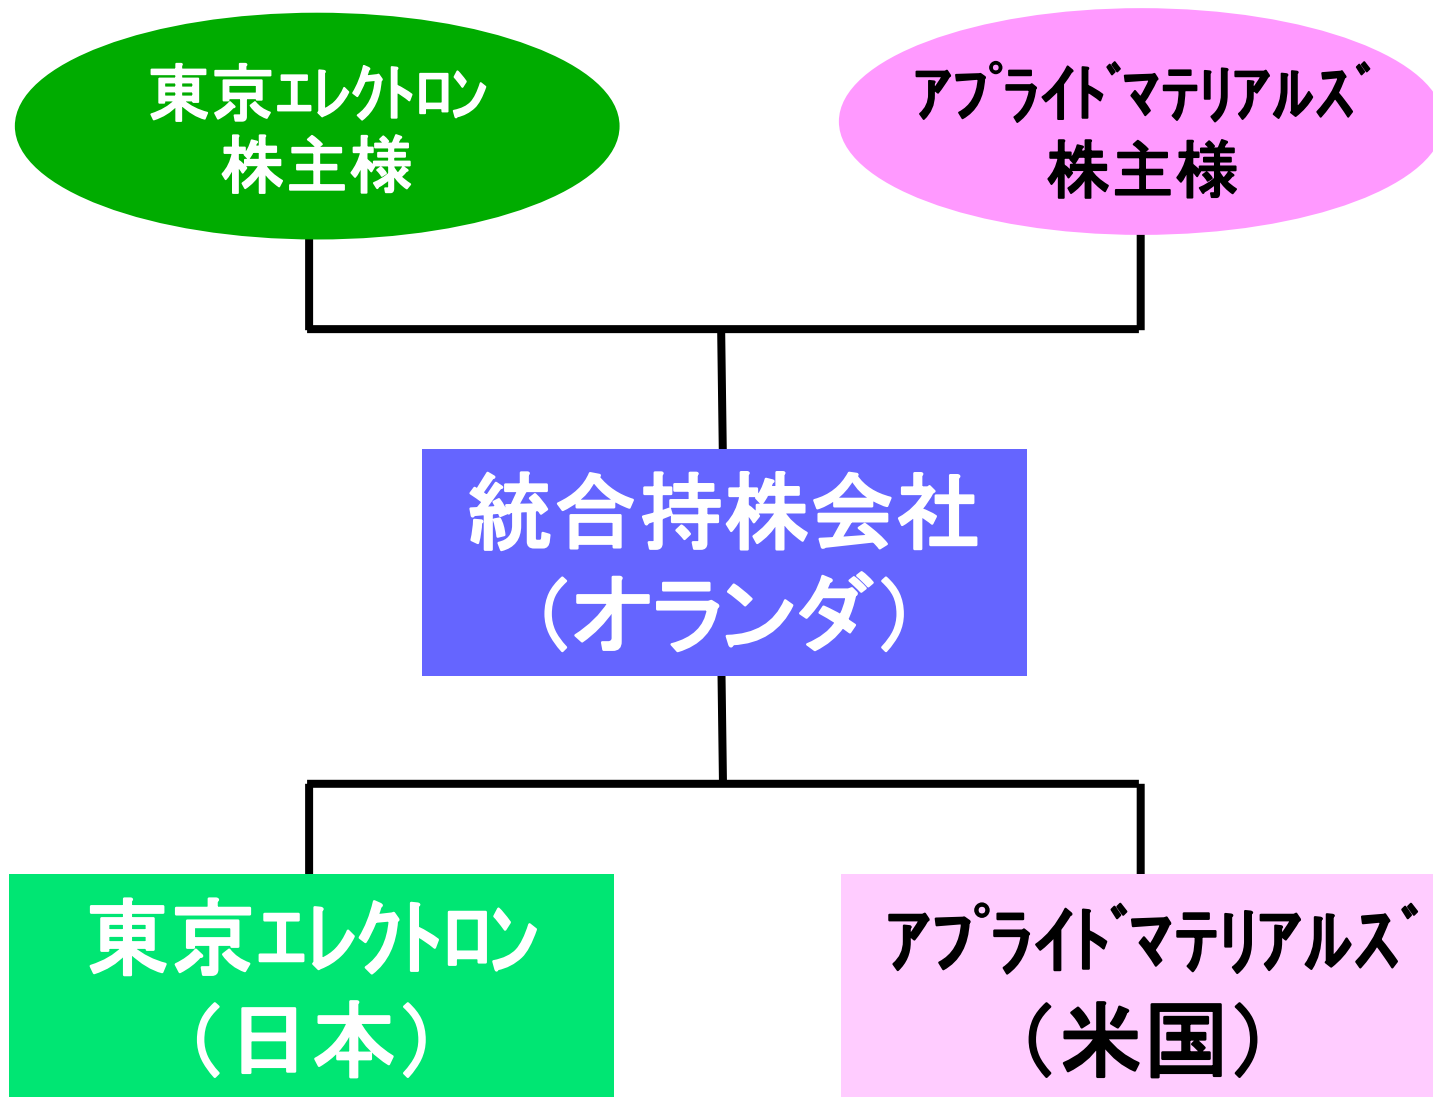 東京ｴﾚｸﾄﾛﾝ
株主様
ｱﾌﾟﾗｲﾄﾞﾏﾃﾘｱﾙｽﾞ
株主様
統合持株会社
（オランダ）
東京ｴﾚｸﾄﾛﾝ
（日本）
ｱﾌﾟﾗｲﾄﾞﾏﾃﾘｱﾙｽﾞ
（米国）